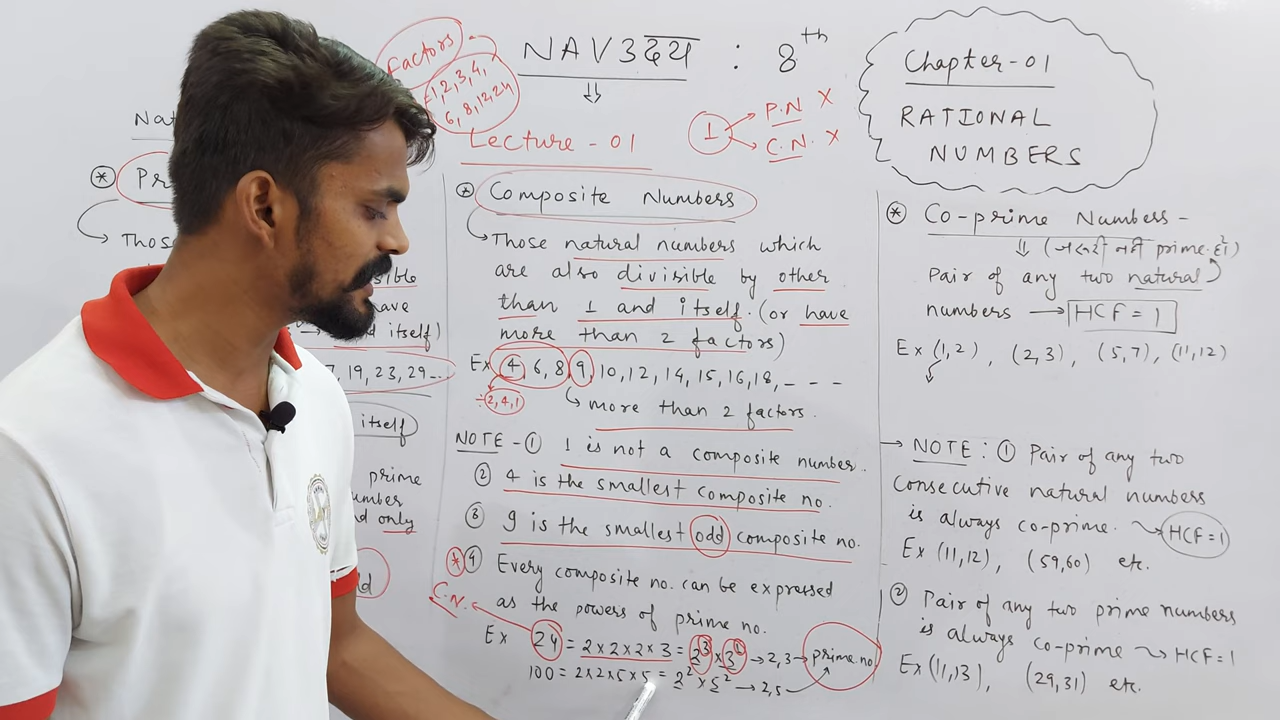 Factors
1, 2, 3, 4,
6, 8, 12, 24
NAV उदय : 8th
⇓
Lecture - 01
1 → P.N ×
→ C.N. ×
Chapter-01
RATIONAL
NUMBERS
Nat
* Pr
Those
sible
have
→ d itself)
7, 19, 23, 29 --
itself
prime
umber
d only
d
* Composite Numbers
Those natural numbers which
are also divisible by other
than 1 and itself. (or have
more than 2 factors)
Ex 4, 6, 8, 9, 10, 12, 14, 15, 16, 18, - - -
÷ 2, 4, 1
more than 2 factors.
NOTE - ① 1 is not a composite number.
② 4 is the smallest composite no.
③ 9 is the smallest odd composite no.
* ④ Every composite no. can be expressed
C.N.
as the powers of prime no.
Ex 24 = 2×2×2×3 = 2³ × 3¹ → 2,3 → prime no
100 = 2×2×5×5 = 2² × 5² → 2,5
* Co-prime Numbers -
⇓ (जरूरी नहीं prime हो)
Pair of any two natural
numbers → HCF = 1
Ex (1,2), (2,3), (5,7), (11,12)
→ NOTE : ① Pair of any two
consecutive natural numbers
is always co-prime. → HCF = 1
Ex (11,12), (59,60) etc.
② Pair of any two prime numbers
is always co-prime → HCF = 1
Ex (11,13), (29,31) etc.